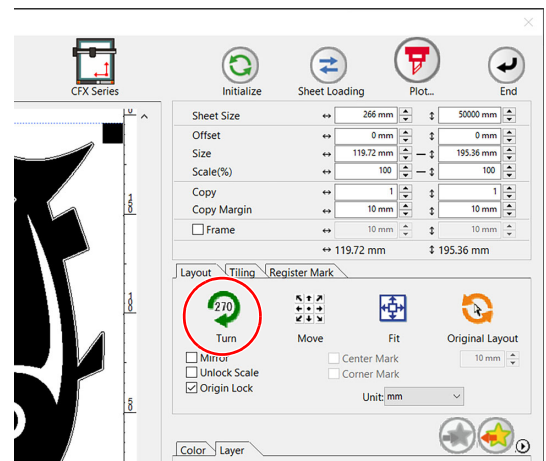 CFX Series
Initialize
Sheet Loading
Plot...
End
Sheet Size 266 mm 50000 mm
Offset 0 mm 0 mm
Size 119.72 mm 195.36 mm
Scale(%) 100 100
Copy 1 1
Copy Margin 10 mm 10 mm
Frame 10 mm 10 mm
119.72 mm 195.36 mm
Layout Tiling Register Mark
270
Turn Move Fit Original Layout
Mirror Center Mark 10 mm
Unlock Scale Corner Mark
Origin Lock
Unit: mm
Color Layer